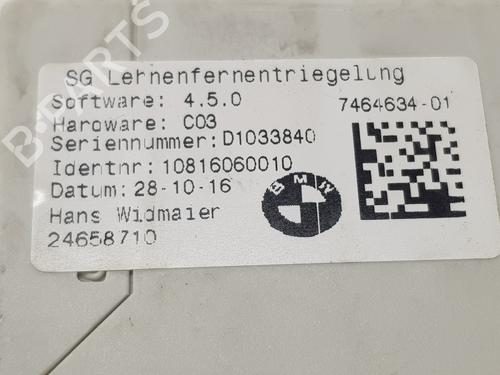 SG Lehnenfernentriegelung
Software: 4.5.0
7464634-01
Hardware: C03
Seriennummer: D1033840
Identnr: 10816060010
Datum: 28-10-16
Hans Widmaier
24658710
BMW
B-PARTS